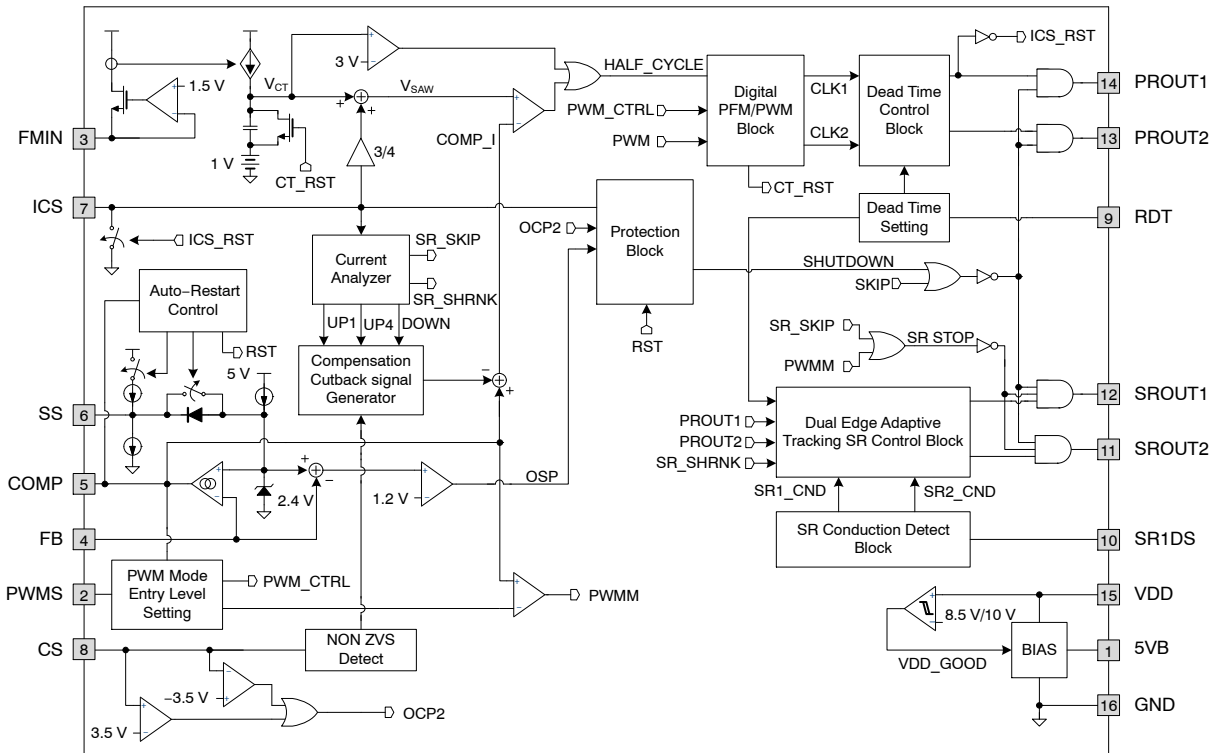 ICS_RST
1.5 V
3 V
VCT
VSAW
HALF_CYCLE
Digital
PFM/PWM
Block
CLK1
CLK2
Dead Time
Control
Block
14
PROUT1
13
PROUT2
FMIN
3
PWM_CTRL
PWM
COMP_I
3/4
1 V
CT_RST
CT_RST
ICS
7
ICS_RST
OCP2
Protection
Block
Dead Time
Setting
9
RDT
Current
Analyzer
SR_SKIP
SR_SHRNK
SHUTDOWN
SKIP
Auto−Restart
Control
RST
UP1
UP4
DOWN
RST
SR_SKIP
SR STOP
PWMM
5 V
Compensation
Cutback signal
Generator
−
+
SS
6
PROUT1
PROUT2
SR_SHRNK
Dual Edge Adaptive
Tracking SR Control Block
12
SROUT1
11
SROUT2
COMP
5
2.4 V
1.2 V
OSP
SR1_CND
SR2_CND
FB
4
SR Conduction Detect
Block
10
SR1DS
PWMS
2
PWM Mode
Entry Level
Setting
PWM_CTRL
PWMM
15
VDD
8.5 V/10 V
CS
8
NON ZVS
Detect
VDD_GOOD
BIAS
1
5VB
−3.5 V
3.5 V
OCP2
16
GND